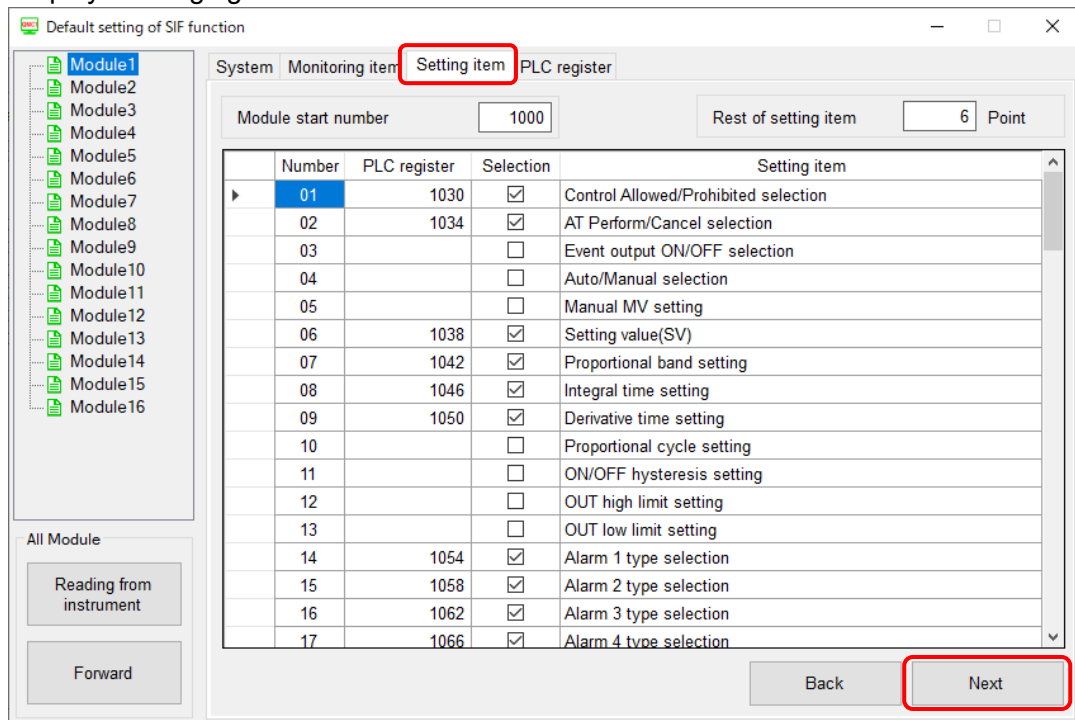 Default setting of SIF function
Module1
Module2
Module3
Module4
Module5
Module6
Module7
Module8
Module9
Module10
Module11
Module12
Module13
Module14
Module15
Module16
All Module
Reading from
instrument
Forward
System Monitoring item Setting item PLC register
Module start number 1000 Rest of setting item 6 Point
Number PLC register Selection Setting item
01 1030 Control Allowed/Prohibited selection
02 1034 AT Perform/Cancel selection
03 Event output ON/OFF selection
04 Auto/Manual selection
05 Manual MV setting
06 1038 Setting value(SV)
07 1042 Proportional band setting
08 1046 Integral time setting
09 1050 Derivative time setting
10 Proportional cycle setting
11 ON/OFF hysteresis setting
12 OUT high limit setting
13 OUT low limit setting
14 1054 Alarm 1 type selection
15 1058 Alarm 2 type selection
16 1062 Alarm 3 type selection
17 1066 Alarm 4 type selection
Back Next